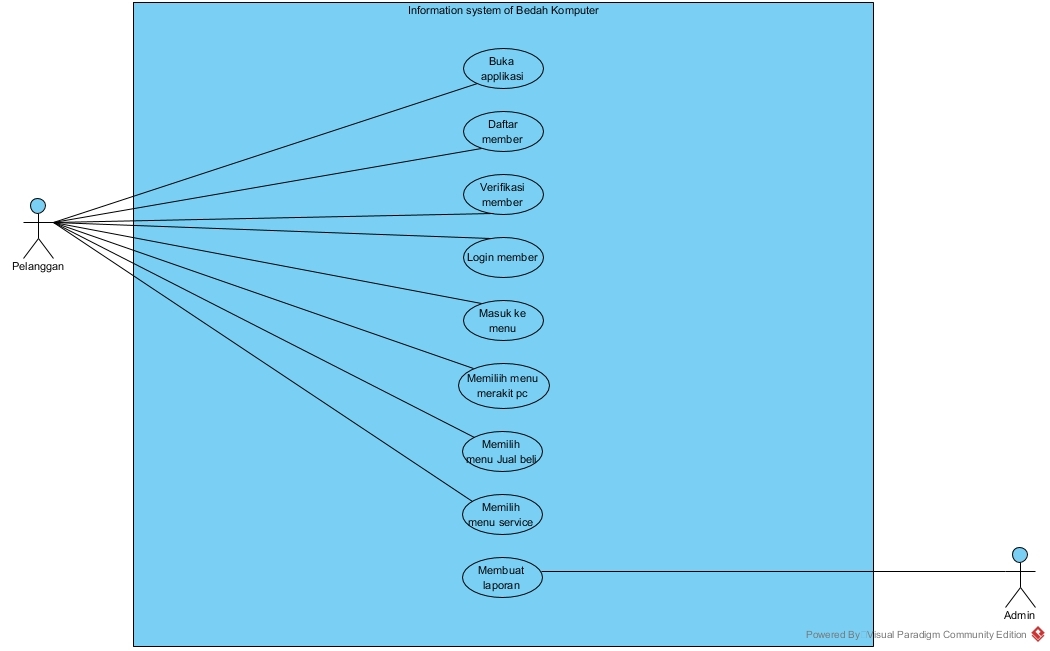 Information system of Bedah Komputer
Buka
applikasi
Daftar
member
Verifikasi
member
Login member
Masuk ke
menu
Memiliih menu
merakit pc
Memilih
menu Jual beli
Memilih
menu service
Membuat
laporan
Pelanggan
Admin
Powered By Visual Paradigm Community Edition